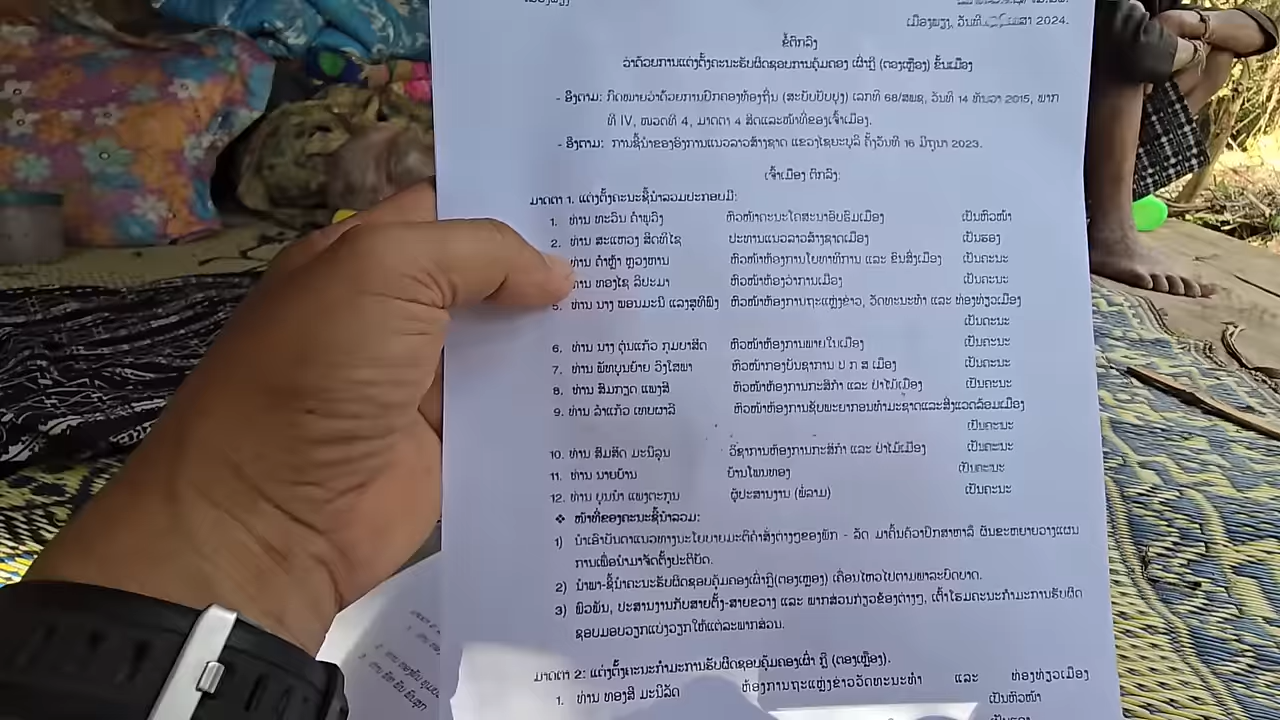 ເມືອງພຽງ
ເມືອງພຽງ, ວັນທີ ເມສາ 2024.
ຂໍ້ຕົກລົງ
ວ່າດ້ວຍການແຕ່ງຕັ້ງຄະນະຮັບຜິດຊອບການຄຸ້ມຄອງ ເຜົ່າກຼີ (ຕອງເຫຼືອງ) ຂັ້ນເມືອງ
- ອີງຕາມ: ກົດໝາຍວ່າດ້ວຍການປົກຄອງທ້ອງຖິ່ນ (ສະບັບປັບປຸງ) ເລກທີ 68/ສພຊ, ວັນທີ 14 ທັນວາ 2015, ພາກ
ທີ IV, ໝວດທີ 4, ມາດຕາ 4 ສິດແລະໜ້າທີ່ຂອງເຈົ້າເມືອງ.
- ອີງຕາມ: ການຊີ້ນໍາຂອງອົງການແນວລາວສ້າງຊາດ ແຂວງໄຊຍະບູລີ ຄັ້ງວັນທີ 16 ມິຖຸນາ 2023.
ເຈົ້າເມືອງ ຕົກລົງ:
ມາດຕາ 1. ແຕ່ງຕັ້ງຄະນະຊີ້ນໍາລວມປະກອບມີ:
1. ທ່ານ ທະວິນ ຄໍາພູວົງ ຫົວໜ້າຄະນະໂຄສະນາອົບຮົມເມືອງ ເປັນຫົວໜ້າ
2. ທ່ານ ສະແຫວງ ສິດທິໄຊ ປະທານແນວລາວສ້າງຊາດເມືອງ ເປັນຮອງ
ທ່ານ ຄໍາຫຼ້າ ຫຼວງຫານ ຫົວໜ້າຫ້ອງການໂຍທາທິການ ແລະ ຂົນສົ່ງເມືອງ ເປັນຄະນະ
ທ່ານ ທອງໄຊ ລິປະມາ ຫົວໜ້າຫ້ອງວ່າການເມືອງ ເປັນຄະນະ
5. ທ່ານ ນາງ ພອນມະນີ ແສງສຸທິພົງ ຫົວໜ້າຫ້ອງການຖະແຫຼງຂ່າວ, ວັດທະນະທໍາ ແລະ ທ່ອງທ່ຽວເມືອງ
ເປັນຄະນະ
6. ທ່ານ ນາງ ຕຸ່ນແກ້ວ ກຸມຍາສິດ ຫົວໜ້າຫ້ອງການພາຍໃນເມືອງ ເປັນຄະນະ
7. ທ່ານ ພັທບຸນຍ້າຍ ວົງໂສພາ ຫົວໜ້າກອງບັນຊາການ ປ ກ ສ ເມືອງ ເປັນຄະນະ
8. ທ່ານ ສົມກຽດ ແພງສີ ຫົວໜ້າຫ້ອງການກະສິກໍາ ແລະ ປ່າໄມ້ເມືອງ ເປັນຄະນະ
9. ທ່ານ ລໍາແກ້ວ ເທບຜາລີ ຫົວໜ້າຫ້ອງການຊັບພະຍາກອນທໍາມະຊາດແລະສິ່ງແວດລ້ອມເມືອງ
ເປັນຄະນະ
10. ທ່ານ ສົມສິດ ມະນີລຸນ ວິຊາການຫ້ອງການກະສິກໍາ ແລະ ປ່າໄມ້ເມືອງ ເປັນຄະນະ
11. ທ່ານ ນາຍບ້ານ ບ້ານໂພນທອງ ເປັນຄະນະ
12. ທ່ານ ບຸນນໍາ ແພງຕະກຸນ ຜູ້ປະສານງານ (ພໍ່ລາມ) ເປັນຄະນະ
❖ ໜ້າທີ່ຂອງຄະນະຊີ້ນໍາລວມ:
1) ນໍາເອົາບັນດາແນວທາງນະໂຍບາຍມະຕິຄໍາສັ່ງຕ່າງໆຂອງພັກ - ລັດ ມາຄົ້ນຄ້ວາປຶກສາຫາລື ຜັນຂະຫຍາຍວາງແຜນ
ການເພື່ອນໍາມາຈັດຕັ້ງປະຕິບັດ.
2) ນໍາພາ-ຊີ້ນໍາຄະນະຮັບຜິດຊອບຄຸ້ມຄອງເຜົ່າກຼີ(ຕອງເຫຼືອງ) ເຄື່ອນໄຫວໄປຕາມພາລະບົດບາດ.
3) ພົວພັນ, ປະສານງານກັບສາຍຕັ້ງ-ສາຍຂວາງ ແລະ ພາກສ່ວນກ່ຽວຂ້ອງຕ່າງໆ, ເຕົ້າໂຮມຄະນະກໍາມະການຮັບຜິດ
ຊອບມອບວຽກແບ່ງວຽກໃຫ້ແຕ່ລະພາກສ່ວນ.
ມາດຕາ 2: ແຕ່ງຕັ້ງຄະນະກໍາມະການຮັບຜິດຊອບຄຸ້ມຄອງເຜົ່າ ກຼີ (ຕອງເຫຼືອງ).
1. ທ່ານ ທອງສີ ມະນີລັດ ຫ້ອງການຖະແຫຼງຂ່າວວັດທະນະທໍາ ແລະ ທ່ອງທ່ຽວເມືອງ
ເປັນຫົວໜ້າ
ເປັນຮອງ